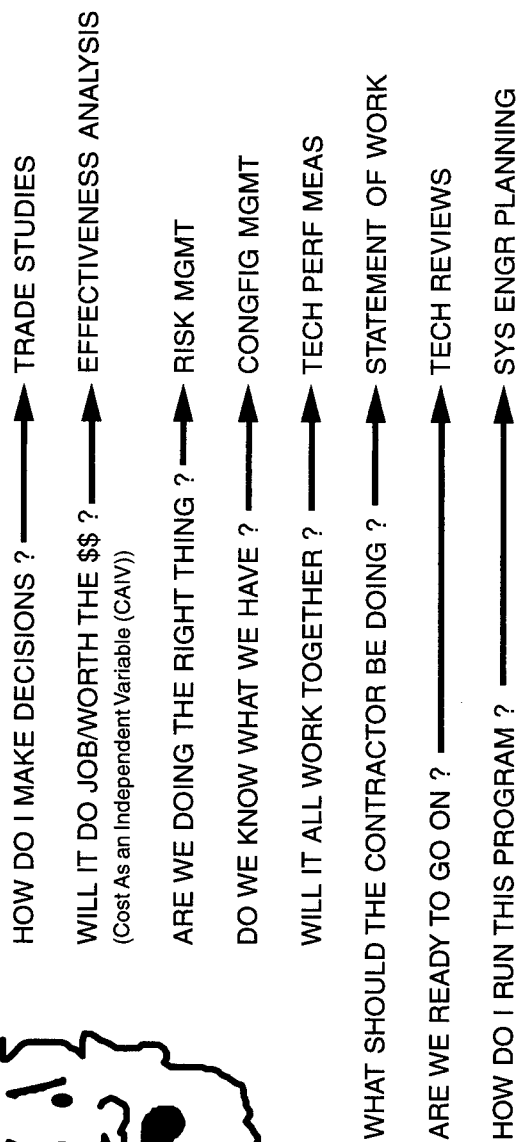 HOW DO I MAKE DECISIONS ? TRADE STUDIES
WILL IT DO JOB/WORTH THE $$ ? EFFECTIVENESS ANALYSIS
(Cost As an Independent Variable (CAIV))
ARE WE DOING THE RIGHT THING ? RISK MGMT
DO WE KNOW WHAT WE HAVE ? CONGFIG MGMT
WILL IT ALL WORK TOGETHER ? TECH PERF MEAS
WHAT SHOULD THE CONTRACTOR BE DOING ? STATEMENT OF WORK
ARE WE READY TO GO ON ? TECH REVIEWS
HOW DO I RUN THIS PROGRAM ? SYS ENGR PLANNING